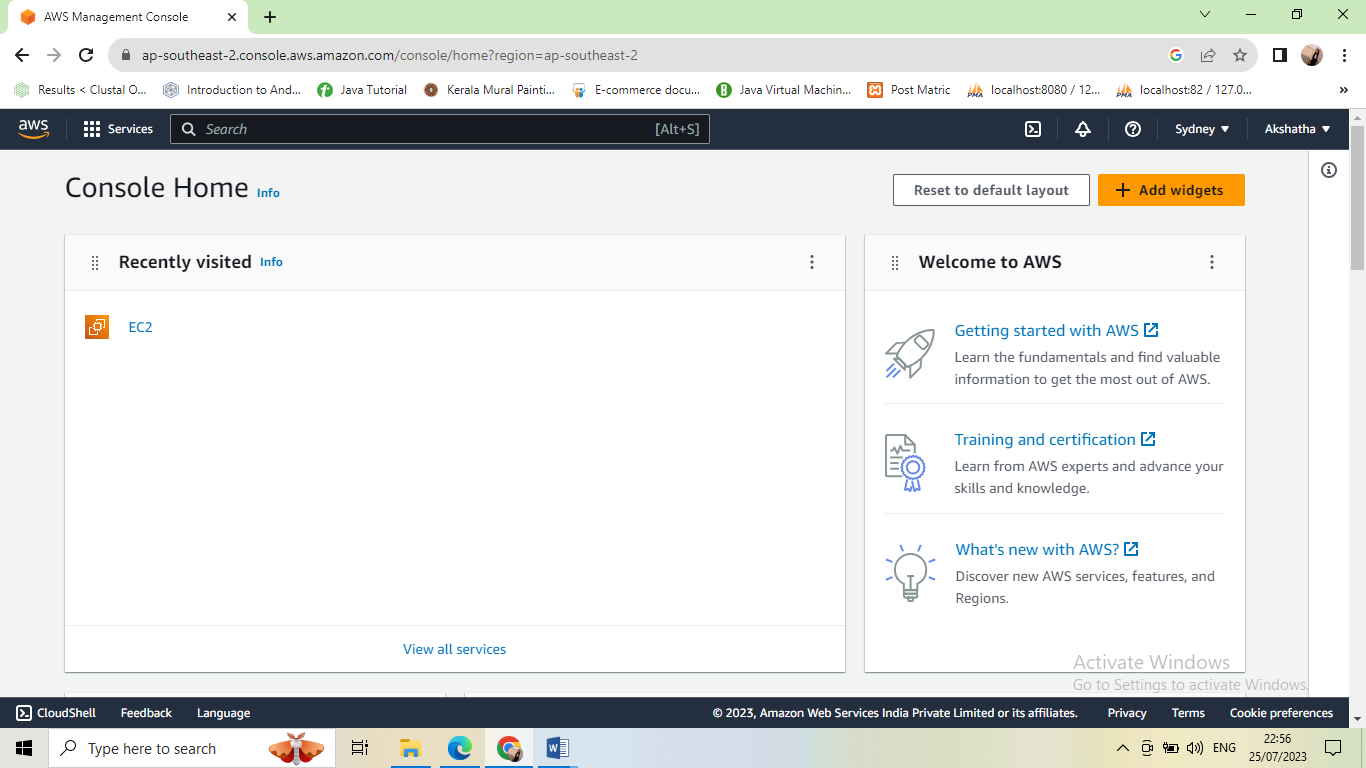 AWS Management Console
ap-southeast-2.console.aws.amazon.com/console/home?region=ap-southeast-2
Results < Clustal O... Introduction to And... Java Tutorial Kerala Mural Painti... E-commerce docu... Java Virtual Machin... Post Matric localhost:8080 / 12... localhost:82 / 127.0... »
aws Services Search [Alt+S] Sydney Akshatha
Console Home Info
Reset to default layout
Add widgets
Recently visited Info
EC2
View all services
Welcome to AWS
Getting started with AWS
Learn the fundamentals and find valuable
information to get the most out of AWS.
Training and certification
Learn from AWS experts and advance your
skills and knowledge.
What's new with AWS?
Discover new AWS services, features, and
Regions.
Activate Windows
Go to Settings to activate Windows.
CloudShell Feedback Language © 2023, Amazon Web Services India Private Limited or its affiliates. Privacy Terms Cookie preferences
Type here to search
ENG
22:56
25/07/2023